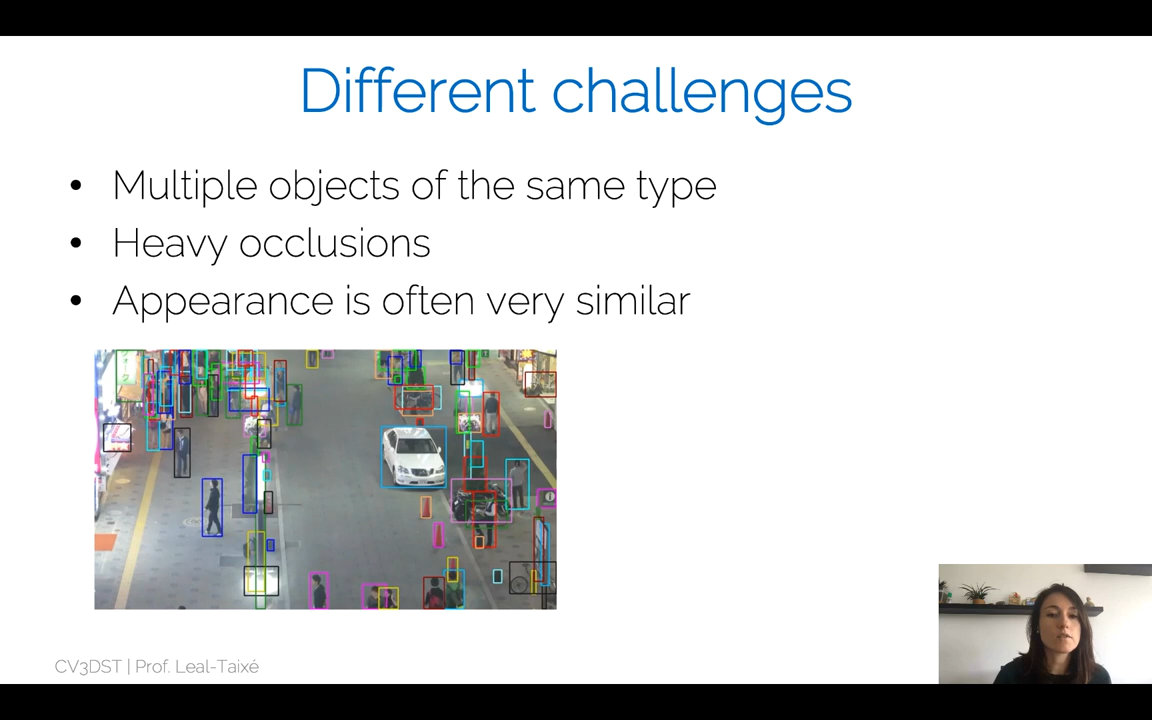 Different challenges
• Multiple objects of the same type
• Heavy occlusions
• Appearance is often very similar
CV3DST | Prof. Leal-Taixé